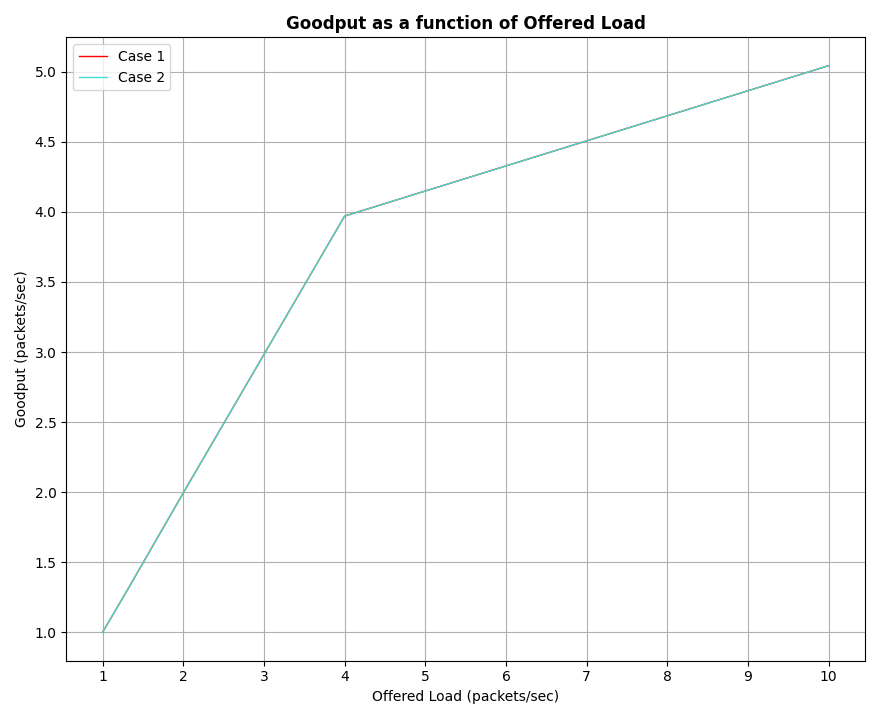 Goodput as a function of Offered Load
Case 1
Case 2
5.0
4.5
4.0
3.5
3.0
2.5
2.0
1.5
1.0
Goodput (packets/sec)
1 2 3 4 5 6 7 8 9 10
Offered Load (packets/sec)